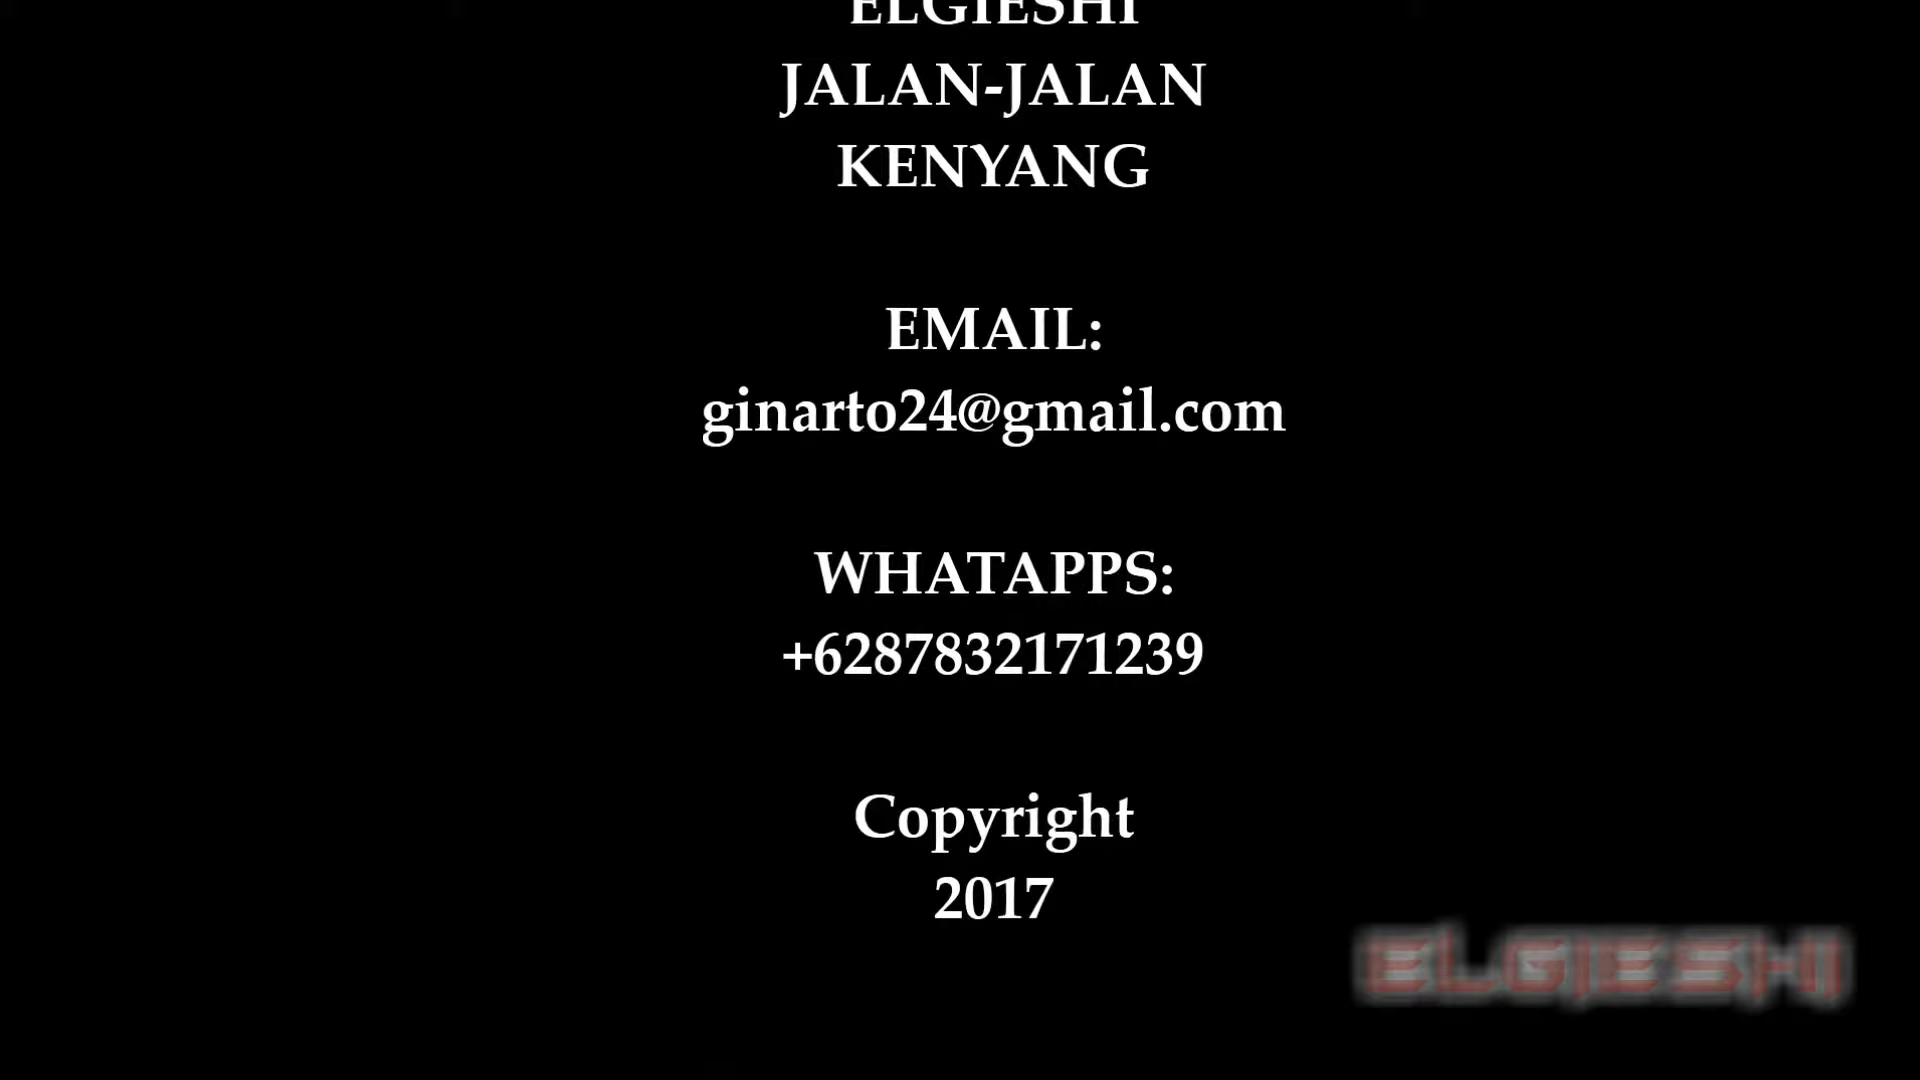 ELGIESHI
JALAN-JALAN
KENYANG
EMAIL:
ginarto24@gmail.com
WHATAPPS:
+6287832171239
Copyright
2017
ELGIESHI